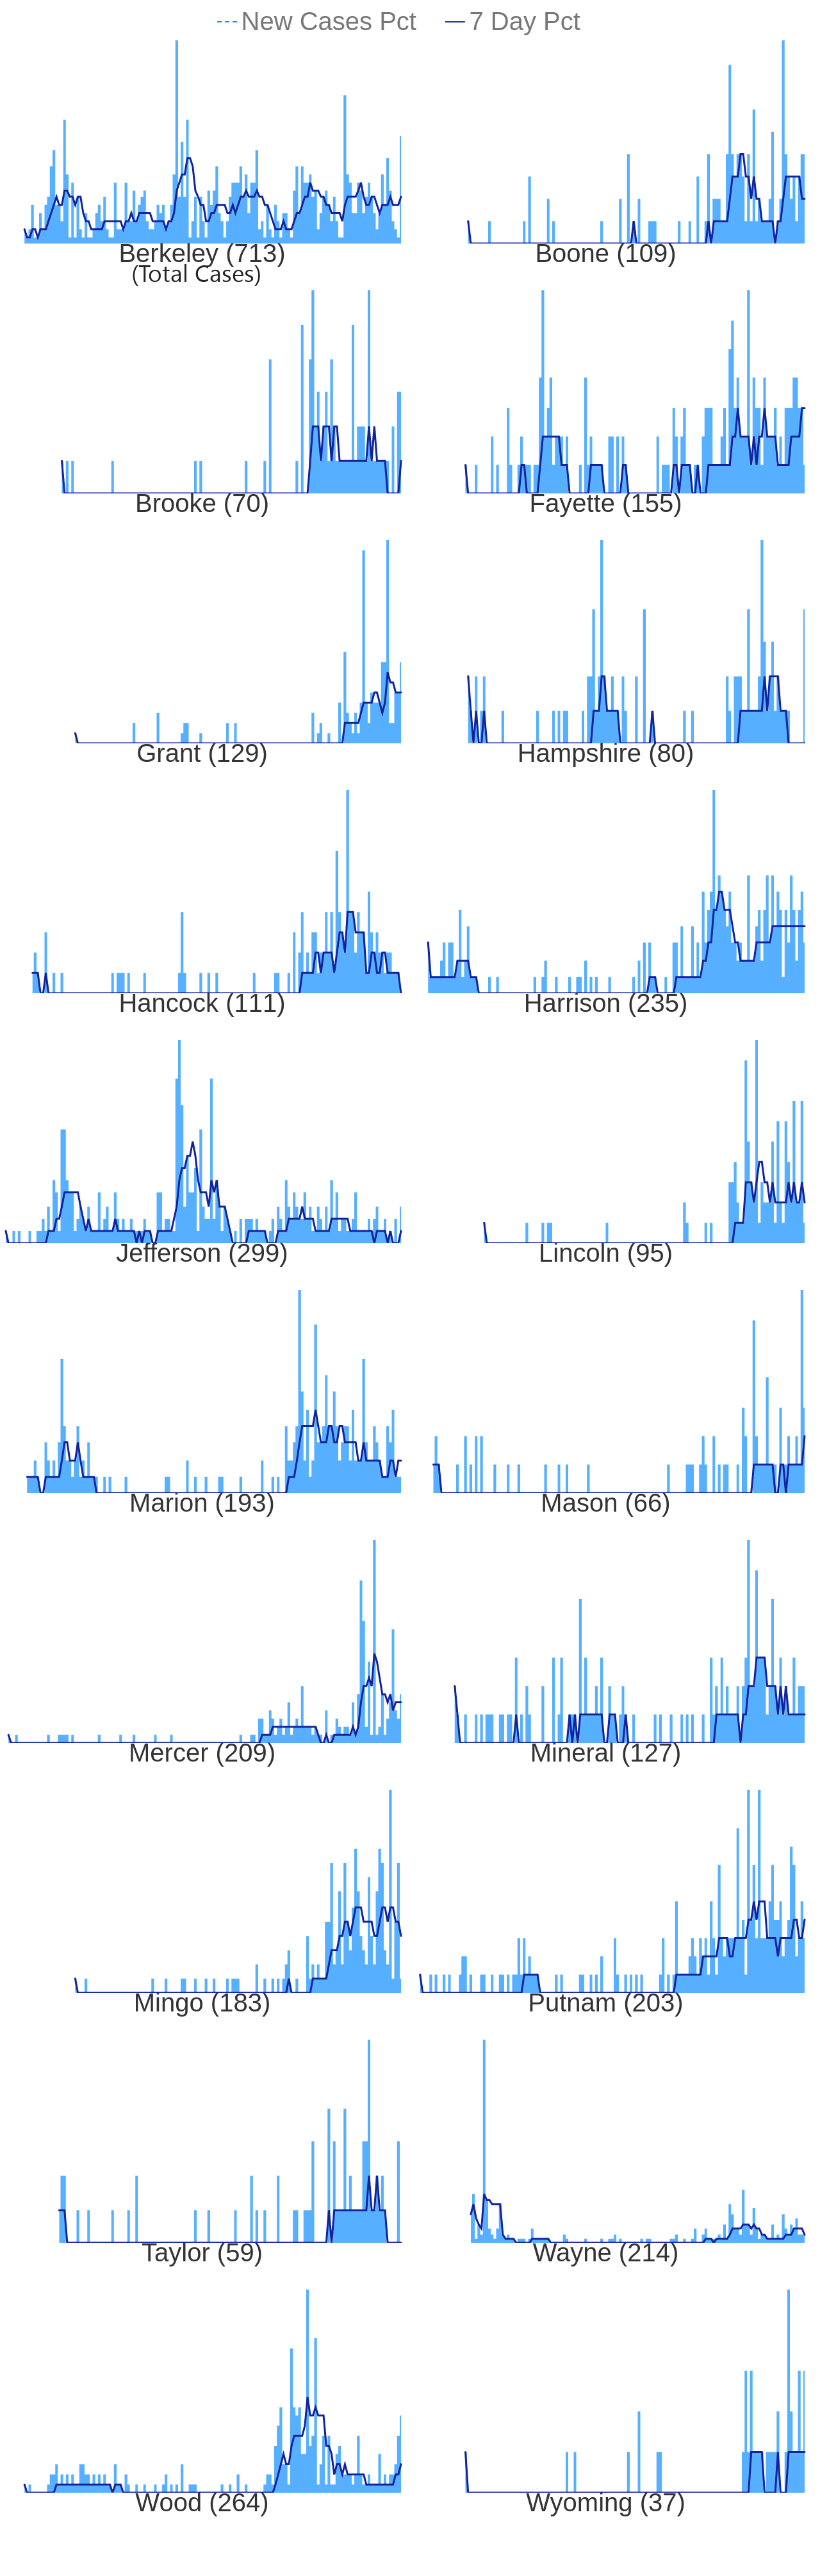 New Cases Pct 7 Day Pct
Berkeley (713) Boone (109)
(Total Cases)
Brooke (70) Fayette (155)
Grant (129) Hampshire (80)
Hancock (111) Harrison (235)
Jefferson (299) Lincoln (95)
Marion (193) Mason (66)
Mercer (209) Mineral (127)
Mingo (183) Putnam (203)
Taylor (59) Wayne (214)
Wood (264) Wyoming (37)